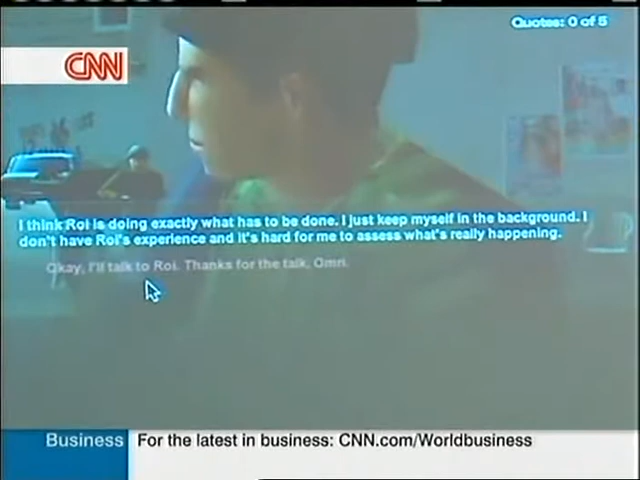 Quotes: 0 of 5
CNN
I think Roi is doing exactly what has to be done. I just keep myself in the background. I
don't have Roi's experience and it's hard for me to assess what's really happening.
Okay, I'll talk to Roi. Thanks for the talk, Omri.
Business
For the latest in business: CNN.com/Worldbusiness